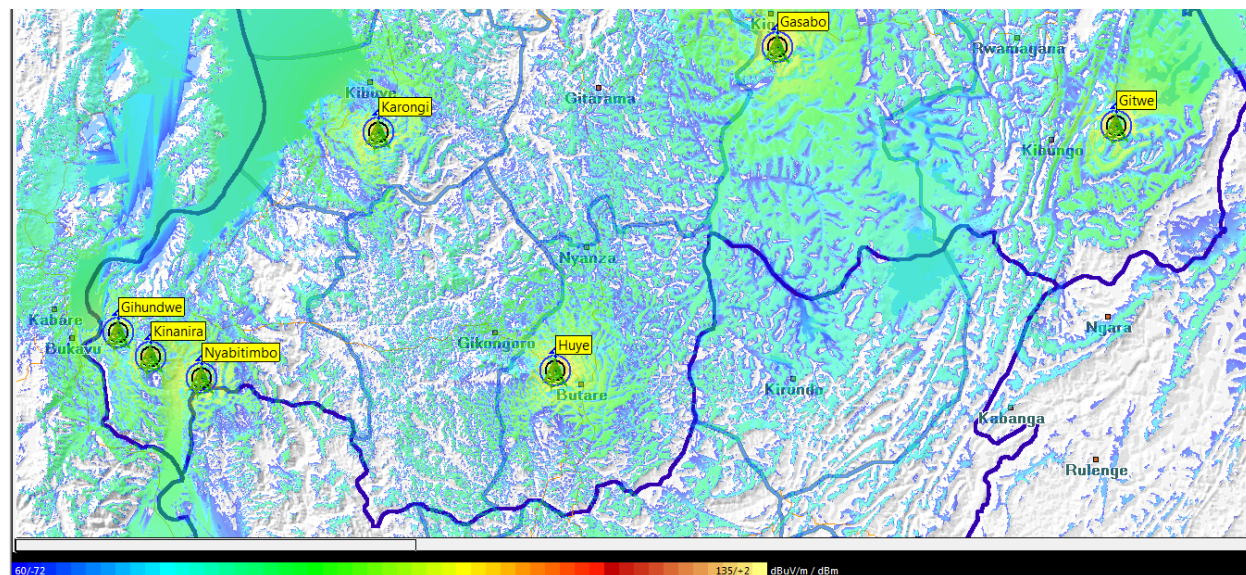 Gasabo
Kig
Rwamagana
Kibuye
Karongi
Gitarama
Gitwe
Kibungo
Nyanza
Gihundwe
Kabare
Kinanira
Bukavu
Nyabitimbo
Gikongoro
Huye
Butare
Ngara
Kirundo
Kabanga
Rulenge
60/-72 135/+2 dBuV/m / dBm